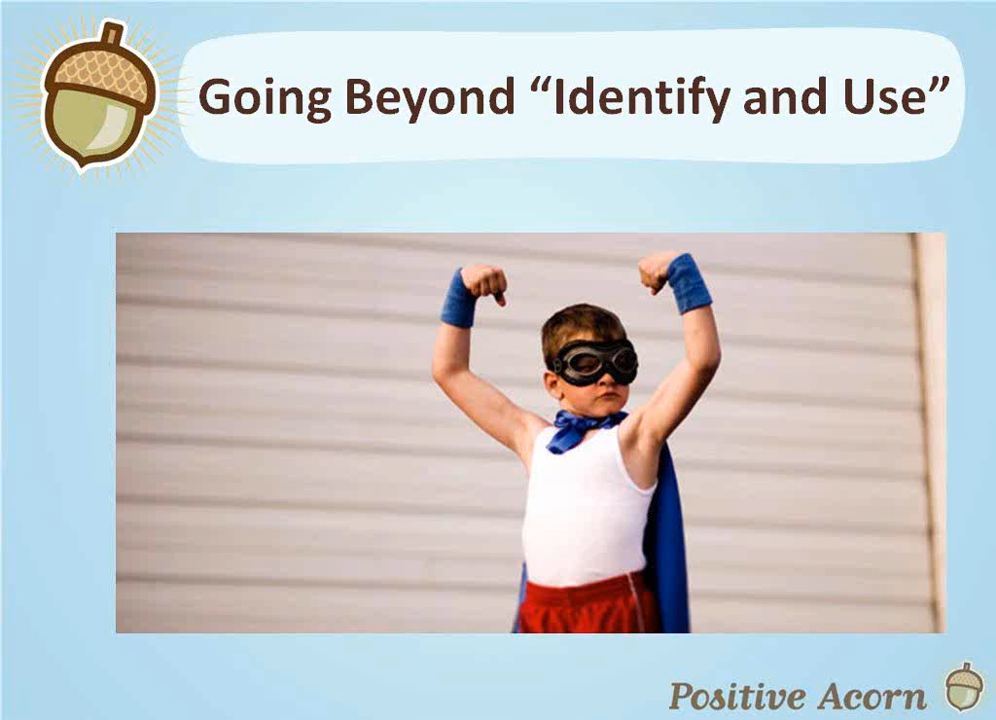 Going Beyond “Identify and Use”
Positive Acorn